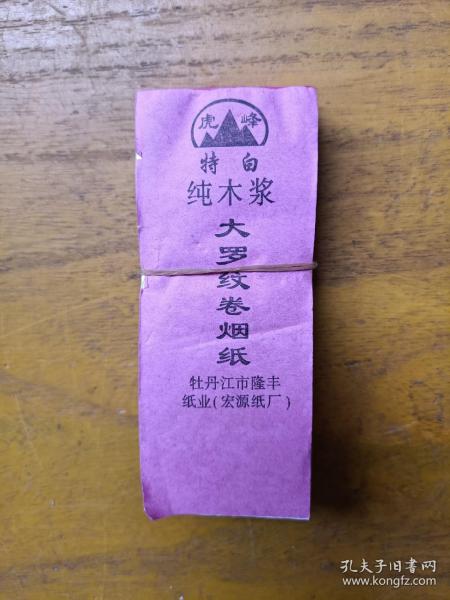 虎峰
特白
纯木浆
大罗纹卷烟纸
牡丹江市隆丰
纸业(宏源纸厂)
孔夫子旧书网
www.kongfz.com